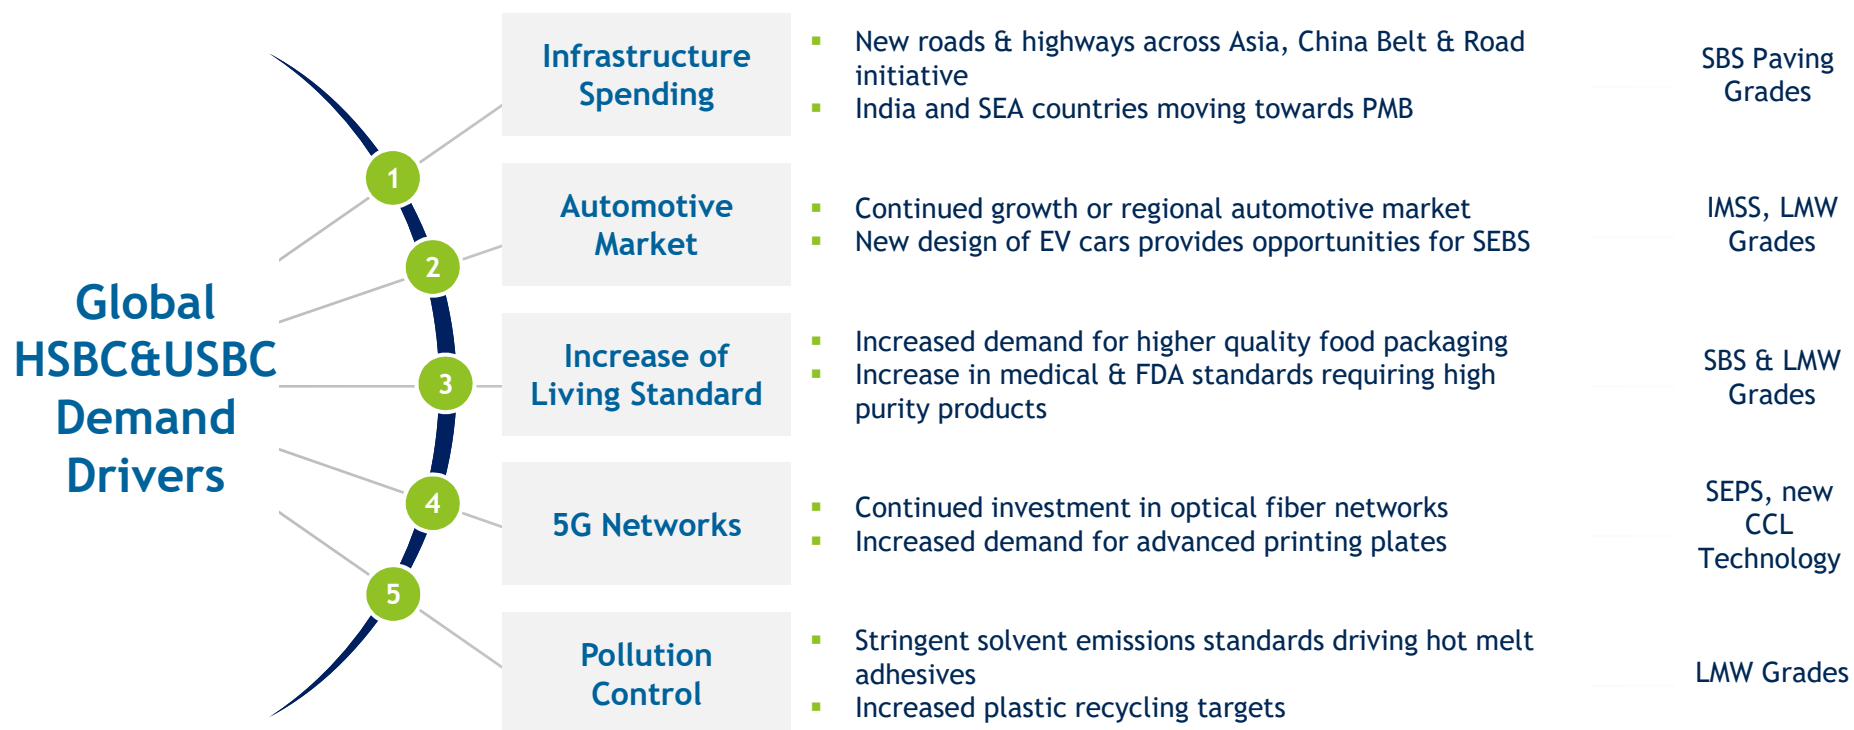 Global
HSBC&USBC
Demand
Drivers
1
Infrastructure
Spending
New roads & highways across Asia, China Belt & Road
initiative
India and SEA countries moving towards PMB
SBS Paving
Grades
2
Automotive
Market
Continued growth or regional automotive market
New design of EV cars provides opportunities for SEBS
IMSS, LMW
Grades
3
Increase of
Living Standard
Increased demand for higher quality food packaging
Increase in medical & FDA standards requiring high
purity products
SBS & LMW
Grades
4
5G Networks
Continued investment in optical fiber networks
Increased demand for advanced printing plates
SEPS, new
CCL
Technology
5
Pollution
Control
Stringent solvent emissions standards driving hot melt
adhesives
Increased plastic recycling targets
LMW Grades